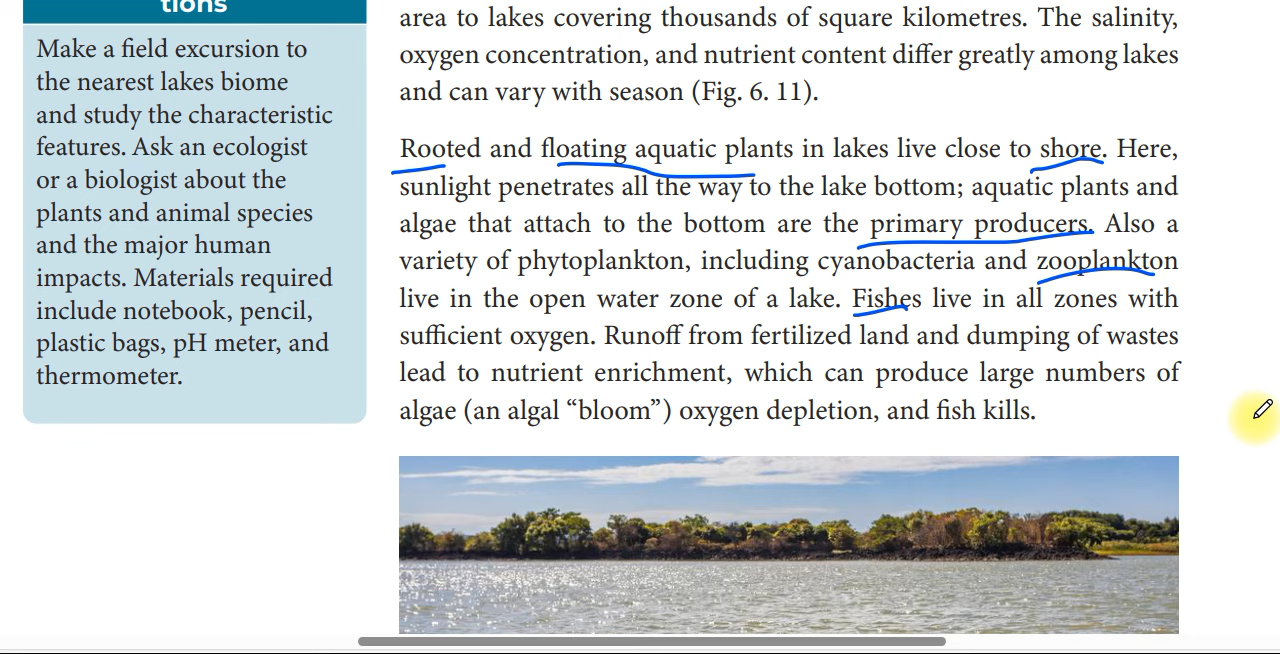 tions
Make a field excursion to
the nearest lakes biome
and study the characteristic
features. Ask an ecologist
or a biologist about the
plants and animal species
and the major human
impacts. Materials required
include notebook, pencil,
plastic bags, pH meter, and
thermometer.
area to lakes covering thousands of square kilometres. The salinity,
oxygen concentration, and nutrient content differ greatly among lakes
and can vary with season (Fig. 6. 11).
Rooted and floating aquatic plants in lakes live close to shore. Here,
sunlight penetrates all the way to the lake bottom; aquatic plants and
algae that attach to the bottom are the primary producers. Also a
variety of phytoplankton, including cyanobacteria and zooplankton
live in the open water zone of a lake. Fishes live in all zones with
sufficient oxygen. Runoff from fertilized land and dumping of wastes
lead to nutrient enrichment, which can produce large numbers of
algae (an algal “bloom”) oxygen depletion, and fish kills.